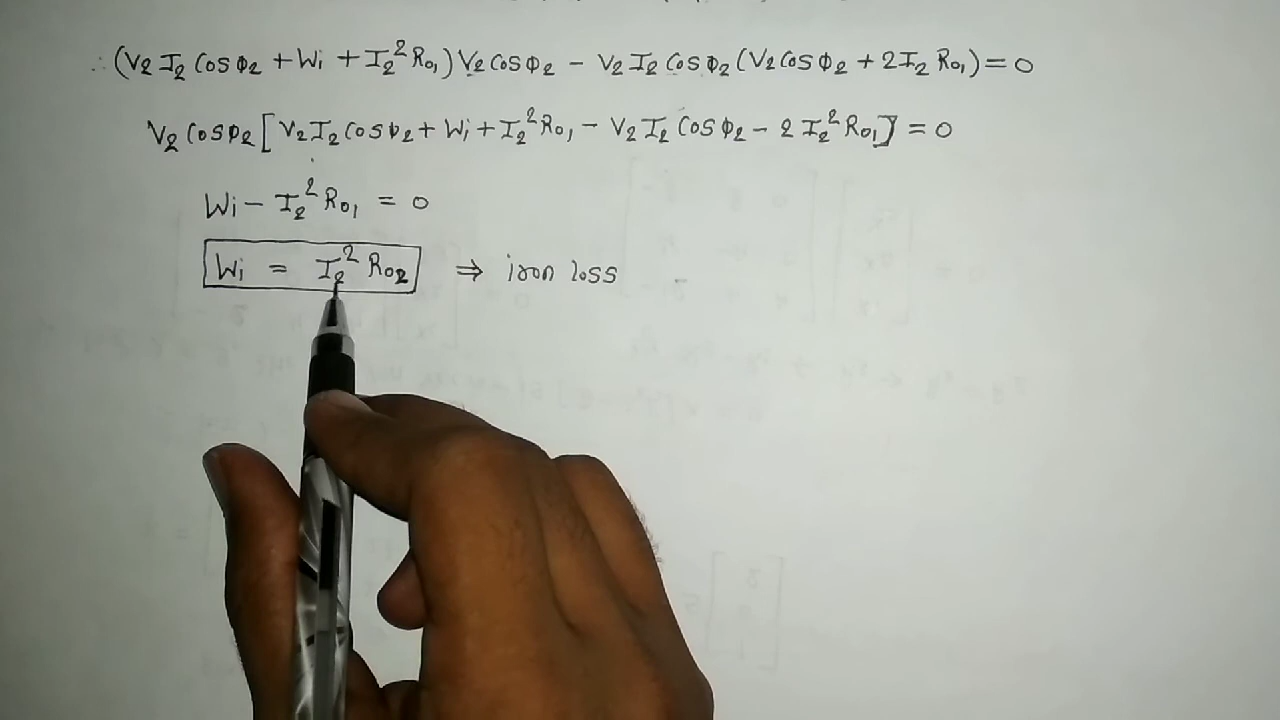 ∴ (V₂ I₂ Cos Φ₂ + Wi + I₂² R₀₁) V₂ Cos Φ₂ − V₂ I₂ Cos Φ₂ (V₂ Cos Φ₂ + 2 I₂ R₀₁) = 0
V₂ Cos Φ₂ [V₂ I₂ Cos Φ₂ + Wi + I₂² R₀₁ − V₂ I₂ Cos Φ₂ − 2 I₂² R₀₁] = 0
Wi − I₂² R₀₁ = 0
Wi = I₂² R₀₂ ⇒ iron loss